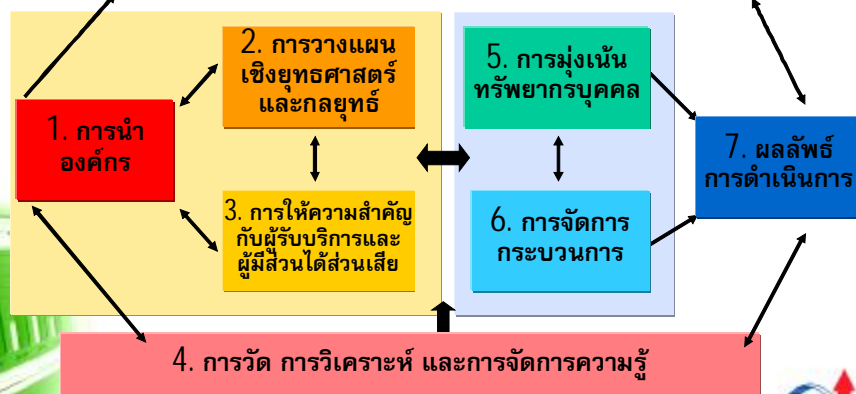 1. การนำ
องค์กร
2. การวางแผน
เชิงยุทธศาสตร์
และกลยุทธ์
3. การให้ความสำคัญ
กับผู้รับบริการและ
ผู้มีส่วนได้ส่วนเสีย
5. การมุ่งเน้น
ทรัพยากรบุคคล
6. การจัดการ
กระบวนการ
7. ผลลัพธ์
การดำเนินการ
4. การวัด การวิเคราะห์ และการจัดการความรู้